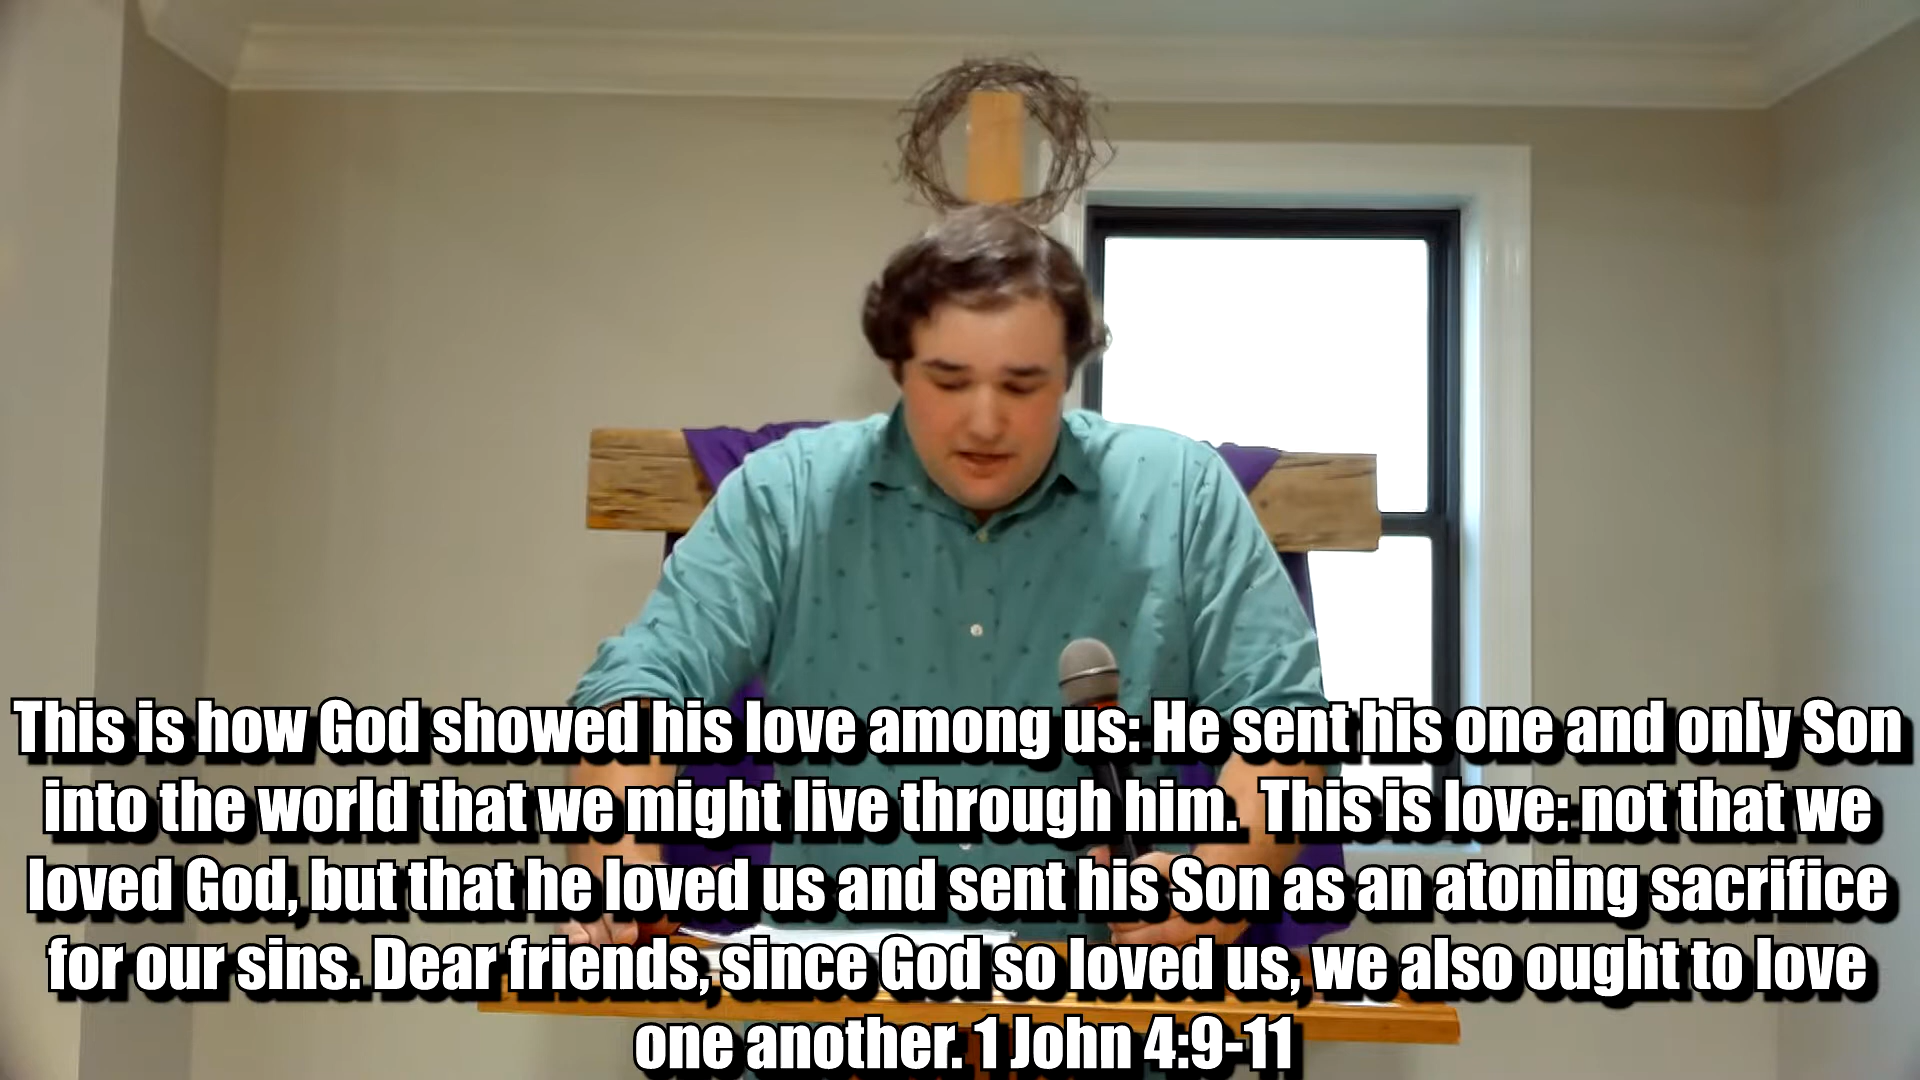 This is how God showed his love among us: He sent his one and only Son
into the world that we might live through him.  This is love: not that we
loved God, but that he loved us and sent his Son as an atoning sacrifice
for our sins. Dear friends, since God so loved us, we also ought to love
one another. 1 John 4:9-11